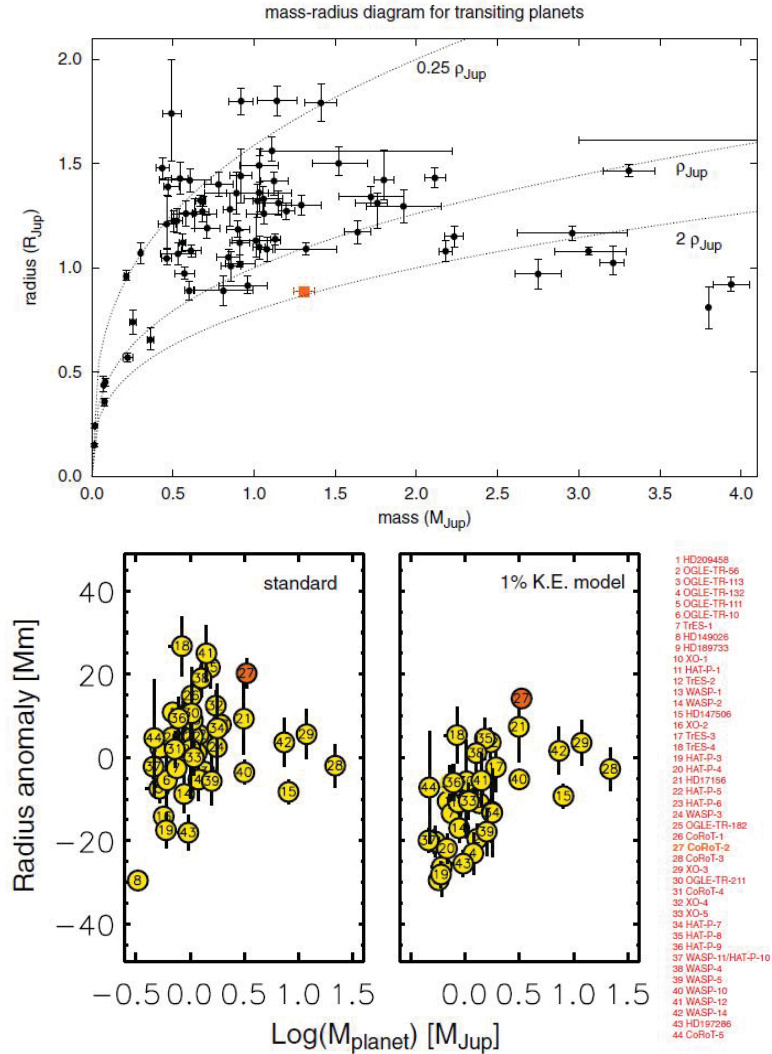 mass-radius diagram for transiting planets
2.0
1.5
1.0
0.5
0.0
radius (R_Jup)
0.25 ρ_Jup
ρ_Jup
2 ρ_Jup
0.0 0.5 1.0 1.5 2.0 2.5 3.0 3.5 4.0
mass (M_Jup)
standard
1% K.E. model
40
20
0
−20
−40
Radius anomaly [Mm]
−0.5 0.0 0.5 1.0 1.5
0.0 0.5 1.0 1.5
Log(M_planet) [M_Jup]
1 HD209458
2 OGLE-TR-56
3 OGLE-TR-113
4 OGLE-TR-132
5 OGLE-TR-111
6 OGLE-TR-10
7 TrES-1
8 HD149026
9 HD189733
10 XO-1
11 HAT-P-1
12 TrES-2
13 WASP-1
14 WASP-2
15 HD147506
16 XO-2
17 TrES-3
18 TrES-4
19 HAT-P-3
20 HAT-P-4
21 HD17156
22 HAT-P-5
23 HAT-P-6
24 WASP-3
25 OGLE-TR-182
26 CoRoT-1
27 CoRoT-2
28 CoRoT-3
29 XO-3
30 OGLE-TR-211
31 CoRoT-4
32 XO-4
33 XO-5
34 HAT-P-7
35 HAT-P-8
36 HAT-P-9
37 WASP-11/HAT-P-10
38 WASP-4
39 WASP-5
40 WASP-10
41 WASP-12
42 WASP-14
43 HD197286
44 CoRoT-5